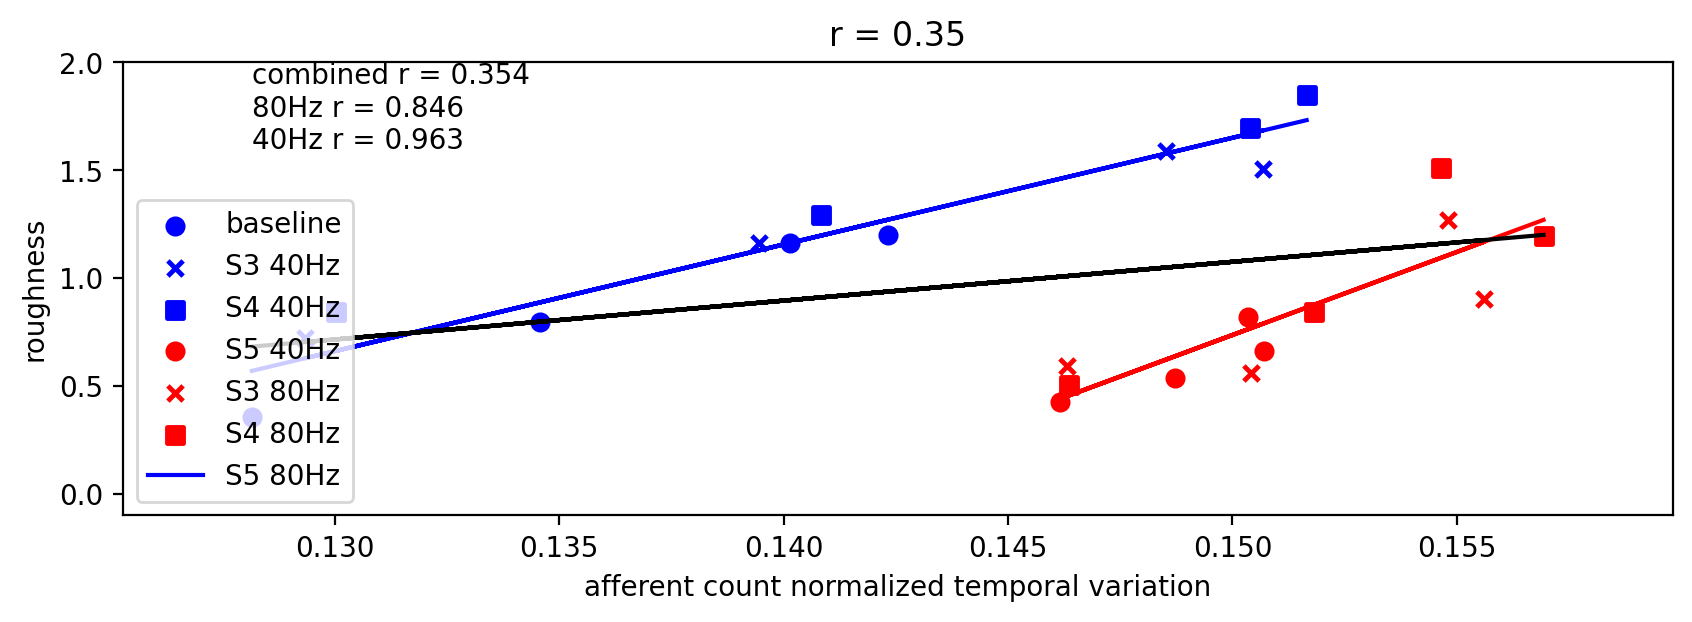 r = 0.35
combined r = 0.354
80Hz r = 0.846
40Hz r = 0.963
2.0
1.5
1.0
0.5
0.0
roughness
baseline
S3 40Hz
S4 40Hz
S5 40Hz
S3 80Hz
S4 80Hz
S5 80Hz
0.130 0.135 0.140 0.145 0.150 0.155
afferent count normalized temporal variation